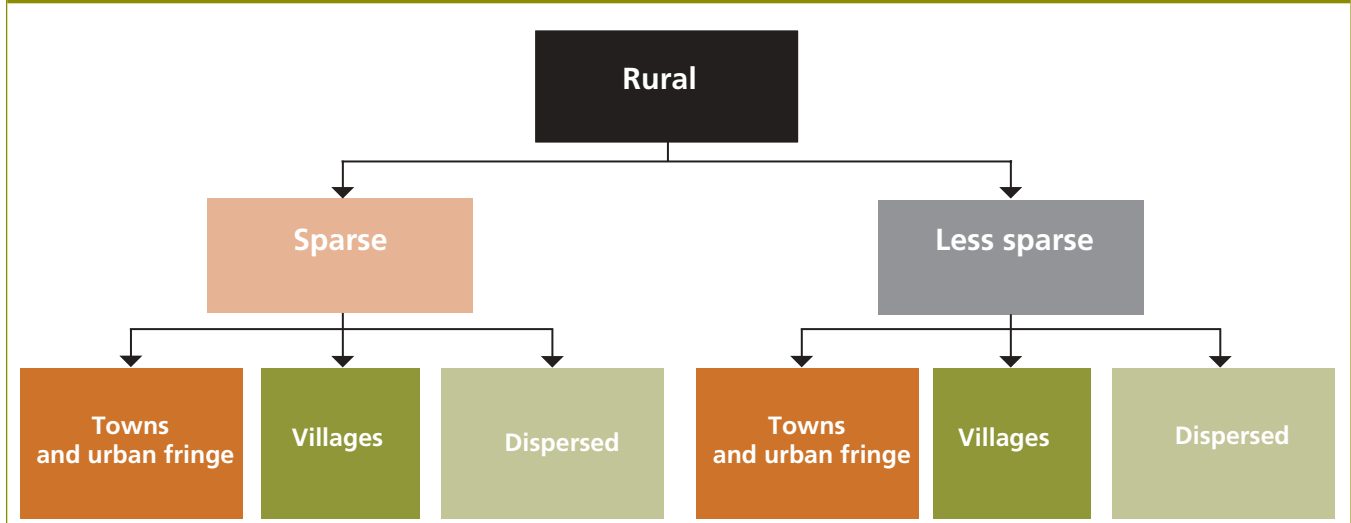 Rural
Sparse
Less sparse
Towns
and urban fringe
Villages
Dispersed
Towns
and urban fringe
Villages
Dispersed